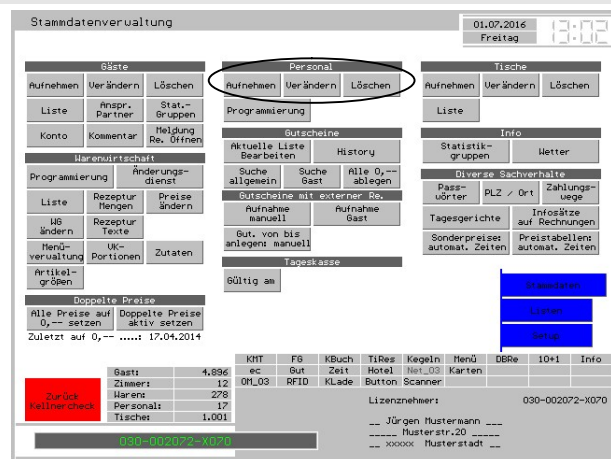 Stammdatenverwaltung
01.07.2016
Freitag
13:02
Gäste
Aufnehmen Verändern Löschen
Liste Anspr. Partner Stat.- Gruppen
Konto Kommentar Meldung Re. Öffnen
Warenwirtschaft
Programmierung Änderungs- dienst
Liste Rezeptur Mengen Preise ändern
WG ändern Rezeptur Texte
Menü- verwaltung VK- Portionen Zutaten
Artikel- größen
Doppelte Preise
Alle Preise auf 0,-- setzen Doppelte Preise aktiv setzen
Zuletzt auf 0,-- .....: 17.04.2014
Personal
Aufnehmen Verändern Löschen
Programmierung
Gutscheine
Aktuelle Liste Bearbeiten History
Suche allgemein Suche Gast Alle 0,-- ablegen
Gutscheine mit externer Re.
Aufnahme manuell Aufnahme Gast
Gut. von bis anlegen: manuell
Tageskasse
Gültig am
Tische
Aufnehmen Verändern Löschen
Liste
Info
Statistik- gruppen Wetter
Diverse Sachverhalte
Pass- wörter PLZ / Ort Zahlungs- wege
Tagesgerichte Infosätze auf Rechnungen
Sonderpreise: automat. Zeiten Preistabellen: automat. Zeiten
Stammdaten
Listen
Setup
KMT FG KBuch TiRes Kegeln Menü DBRe 10+1 Info
ec Gut Zeit Hotel Net_03 Karten
OM_03 RFID KLade Button Scanner
Zurück Kellnercheck
Gast: 4.896
Zimmer: 12
Waren: 278
Personal: 17
Tische: 1.001
Lizenznehmer: 030-002072-X070
__ Jürgen Mustermann ___
_____ Musterstr.20 _____
__ xxxxx Musterstadt __
030-002072-X070